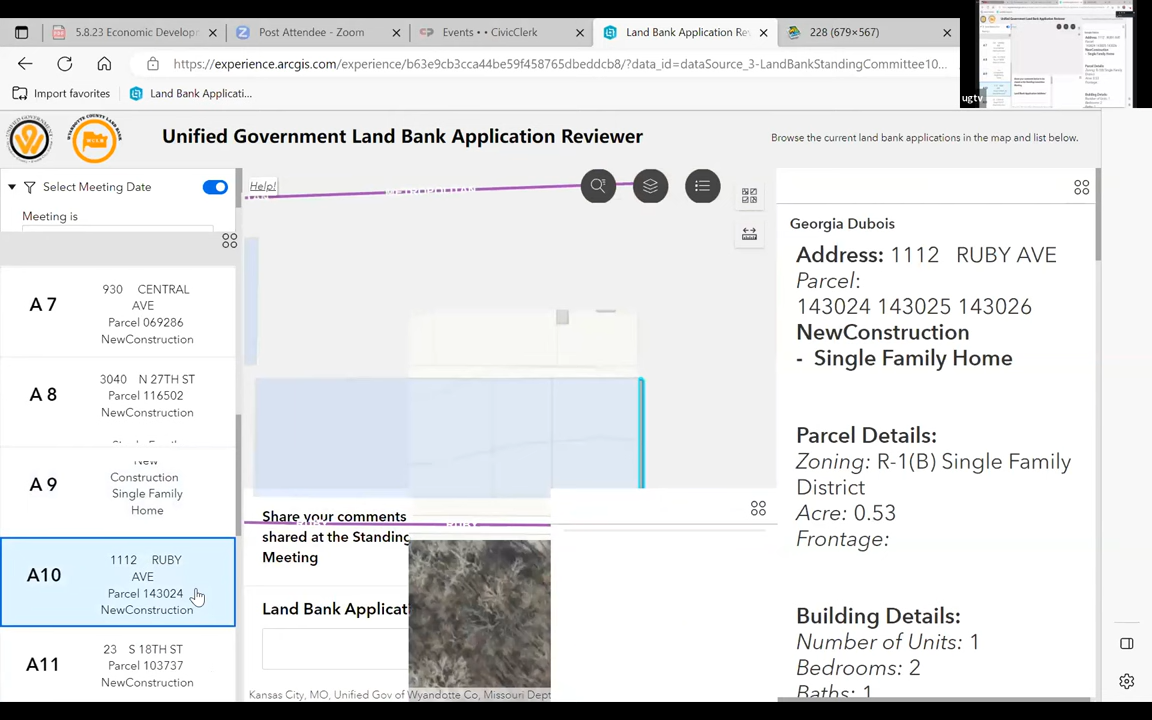 5.8.23 Economic Develop
Post Attendee - Zoom
Events • • CivicClerk
Land Bank Application Re
228 (679×567)
https://experience.arcgis.com/experience/b63e9cb3cca44be59f458765dbeddcb8/?data_id=dataSource_3-LandBankStandingCommittee10...
Import favorites
Land Bank Applicati...
ugtv
Unified Government Land Bank Application Reviewer
Browse the current land bank applications in the map and list below.
Select Meeting Date
Meeting is
Help!
METROPOLITAN
A 7
930 CENTRAL
AVE
Parcel 069286
NewConstruction
A 8
3040 N 27TH ST
Parcel 116502
NewConstruction
A 9
New
Construction
Single Family
Home
A10
1112 RUBY
AVE
Parcel 143024
NewConstruction
A11
23 S 18TH ST
Parcel 103737
NewConstruction
Share your comments
shared at the Standing
Meeting
RUBY
RUBY
Land Bank Applicat
Kansas City, MO, Unified Gov of Wyandotte Co, Missouri Dept
Georgia Dubois
Address: 1112 RUBY AVE
Parcel:
143024 143025 143026
NewConstruction
- Single Family Home
Parcel Details:
Zoning: R-1(B) Single Family
District
Acre: 0.53
Frontage:
Building Details:
Number of Units: 1
Bedrooms: 2
Baths: 1